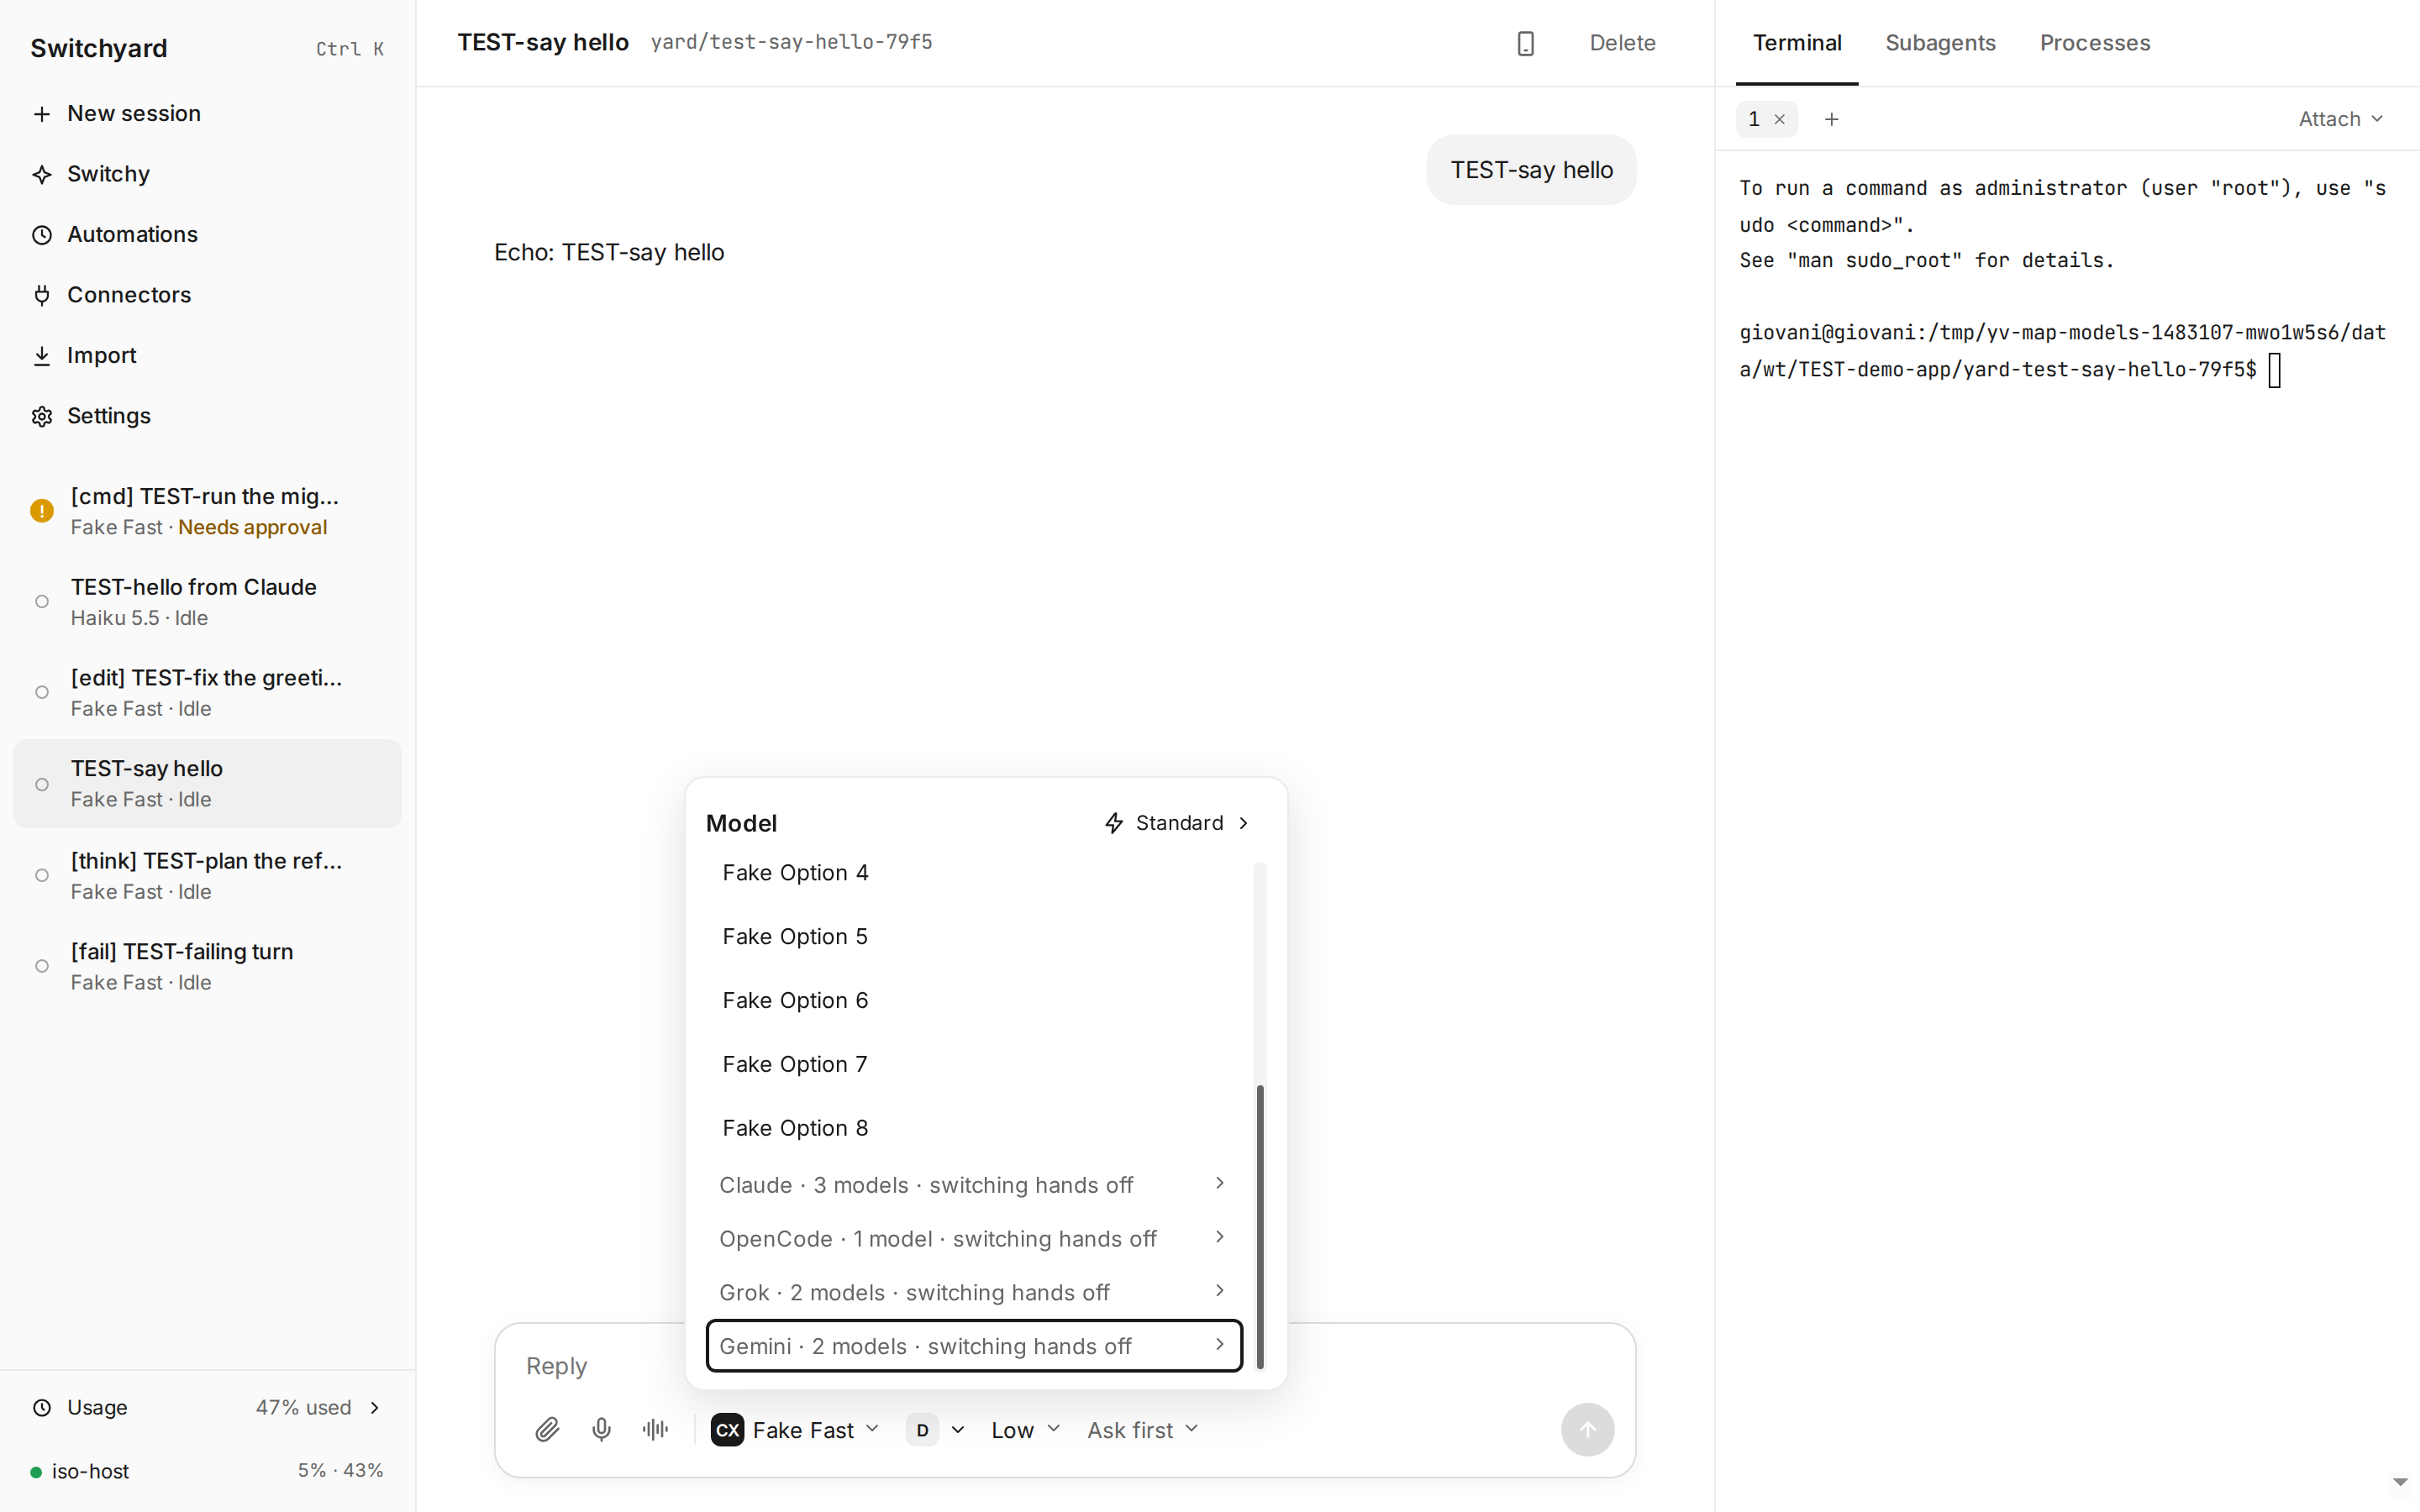 Switchyard
Ctrl K
New session
Switchy
Automations
Connectors
Import
Settings
[cmd] TEST-run the mig...
Fake Fast · Needs approval
TEST-hello from Claude
Haiku 5.5 · Idle
[edit] TEST-fix the greeti...
Fake Fast · Idle
TEST-say hello
Fake Fast · Idle
[think] TEST-plan the ref...
Fake Fast · Idle
[fail] TEST-failing turn
Fake Fast · Idle
Usage
47% used
iso-host
5% · 43%
TEST-say hello
yard/test-say-hello-79f5
Delete
TEST-say hello
Echo: TEST-say hello
Model
Standard
Fake Option 4
Fake Option 5
Fake Option 6
Fake Option 7
Fake Option 8
Claude · 3 models · switching hands off
OpenCode · 1 model · switching hands off
Grok · 2 models · switching hands off
Gemini · 2 models · switching hands off
Reply
CX
Fake Fast
D
Low
Ask first
Terminal
Subagents
Processes
1
Attach
To run a command as administrator (user "root"), use "s
udo <command>".
See "man sudo_root" for details.
giovani@giovani:/tmp/yv-map-models-1483107-mwo1w5s6/dat
a/wt/TEST-demo-app/yard-test-say-hello-79f5$